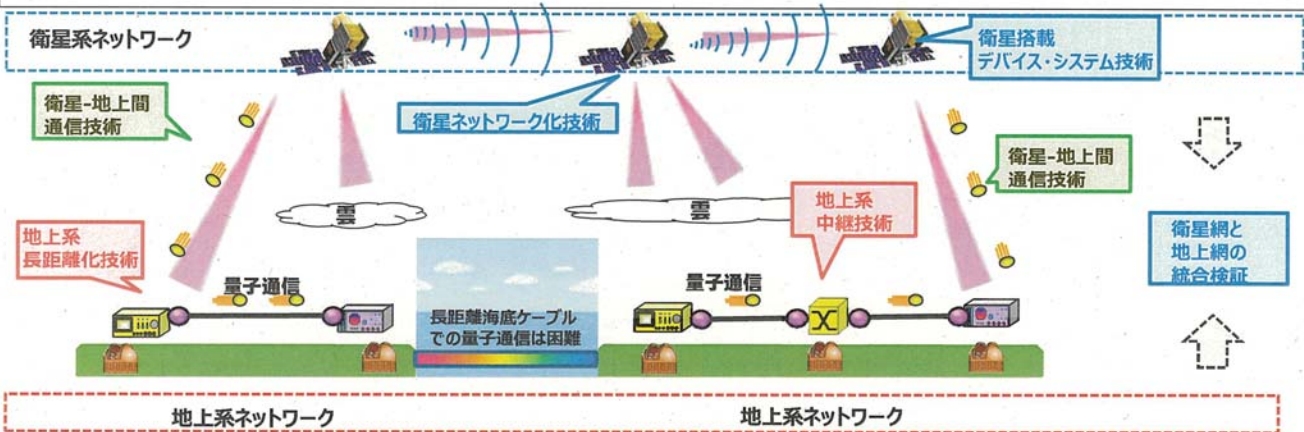 衛星系ネットワーク
衛星搭載
デバイス・システム技術
衛星-地上間
通信技術
衛星ネットワーク化技術
衛星-地上間
通信技術
雲
雲
地上系
中継技術
地上系
長距離化技術
衛星網と
地上網の
統合検証
量子通信
量子通信
長距離海底ケーブル
での量子通信は困難
地上系ネットワーク
地上系ネットワーク